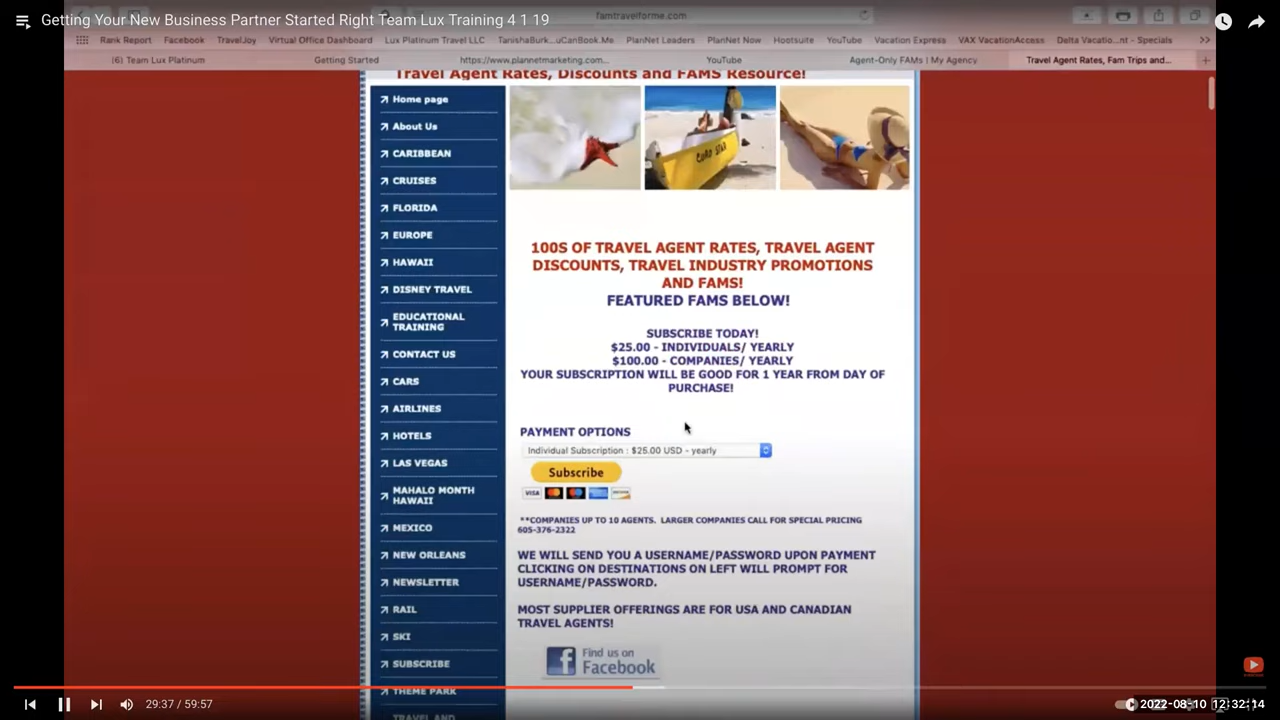 Getting Your New Business Partner Started Right Team Lux Training 4 1 19
famtravelforme.com
Rank Report Facebook TravelJoy Virtual Office Dashboard Lux Platinum Travel LLC TanishaBurk...uCanBook.Me PlanNet Leaders PlanNet Now Hootsuite YouTube Vacation Express VAX VacationAccess Delta Vacatio...nt - Specials
(6) Team Lux Platinum Getting Started https://www.plannetmarketing.com... YouTube Agent-Only FAMs | My Agency Travel Agent Rates, Fam Trips and...
Travel Agent Rates, Discounts and FAMS Resource!
Home page
About Us
CARIBBEAN
CRUISES
FLORIDA
EUROPE
HAWAII
DISNEY TRAVEL
EDUCATIONAL
TRAINING
CONTACT US
CARS
AIRLINES
HOTELS
LAS VEGAS
MAHALO MONTH
HAWAII
MEXICO
NEW ORLEANS
NEWSLETTER
RAIL
SKI
SUBSCRIBE
THEME PARK
TRAVEL AND
100S OF TRAVEL AGENT RATES, TRAVEL AGENT
DISCOUNTS, TRAVEL INDUSTRY PROMOTIONS
AND FAMS!
FEATURED FAMS BELOW!
SUBSCRIBE TODAY!
$25.00 - INDIVIDUALS/ YEARLY
$100.00 - COMPANIES/ YEARLY
YOUR SUBSCRIPTION WILL BE GOOD FOR 1 YEAR FROM DAY OF
PURCHASE!
PAYMENT OPTIONS
Individual Subscription : $25.00 USD - yearly
Subscribe
VISA
**COMPANIES UP TO 10 AGENTS. LARGER COMPANIES CALL FOR SPECIAL PRICING
605-376-2322
WE WILL SEND YOU A USERNAME/PASSWORD UPON PAYMENT
CLICKING ON DESTINATIONS ON LEFT WILL PROMPT FOR
USERNAME/PASSWORD.
MOST SUPPLIER OFFERINGS ARE FOR USA AND CANADIAN
TRAVEL AGENTS!
Find us on
Facebook
29:37 / 59:57
2022-08-10 12:32:14